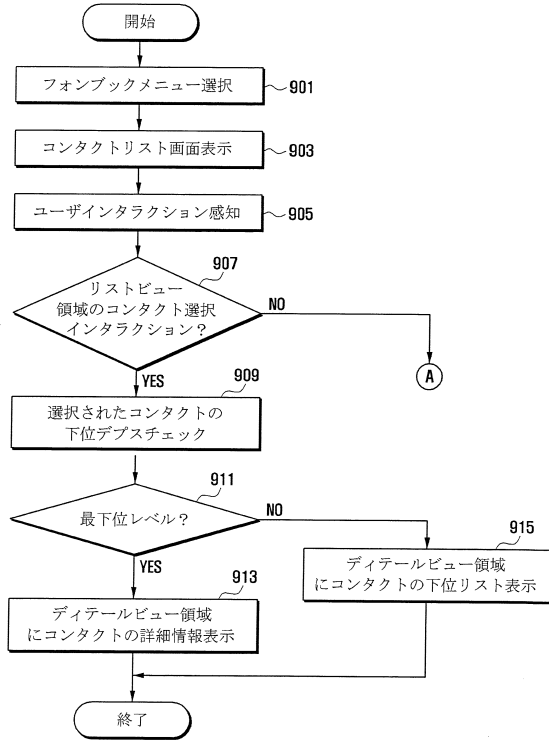 開始
フォンブックメニュー選択
901
コンタクトリスト画面表示
903
ユーザインタラクション感知
905
907
リストビュー
領域のコンタクト選択
インタラクション？
NO
A
YES
909
選択されたコンタクトの
下位デプスチェック
911
最下位レベル？
NO
915
ディテールビュー領域
にコンタクトの下位リスト表示
YES
913
ディテールビュー領域
にコンタクトの詳細情報表示
終了